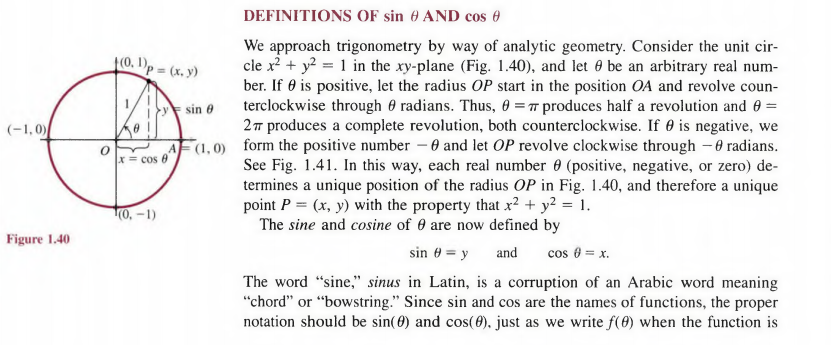 DEFINITIONS OF sin θ AND cos θ
We approach trigonometry by way of analytic geometry. Consider the unit cir-
cle x² + y² = 1 in the xy-plane (Fig. 1.40), and let θ be an arbitrary real num-
ber. If θ is positive, let the radius OP start in the position OA and revolve coun-
terclockwise through θ radians. Thus, θ = π produces half a revolution and θ =
2π produces a complete revolution, both counterclockwise. If θ is negative, we
form the positive number −θ and let OP revolve clockwise through −θ radians.
See Fig. 1.41. In this way, each real number θ (positive, negative, or zero) de-
termines a unique position of the radius OP in Fig. 1.40, and therefore a unique
point P = (x, y) with the property that x² + y² = 1.
The sine and cosine of θ are now defined by
sin θ = y and cos θ = x.
The word “sine,” sinus in Latin, is a corruption of an Arabic word meaning
“chord” or “bowstring.” Since sin and cos are the names of functions, the proper
notation should be sin(θ) and cos(θ), just as we write f(θ) when the function is
(0, 1)
P = (x, y)
1
y = sin θ
θ
(−1, 0)
O
A
(1, 0)
x = cos θ
(0, −1)
Figure 1.40